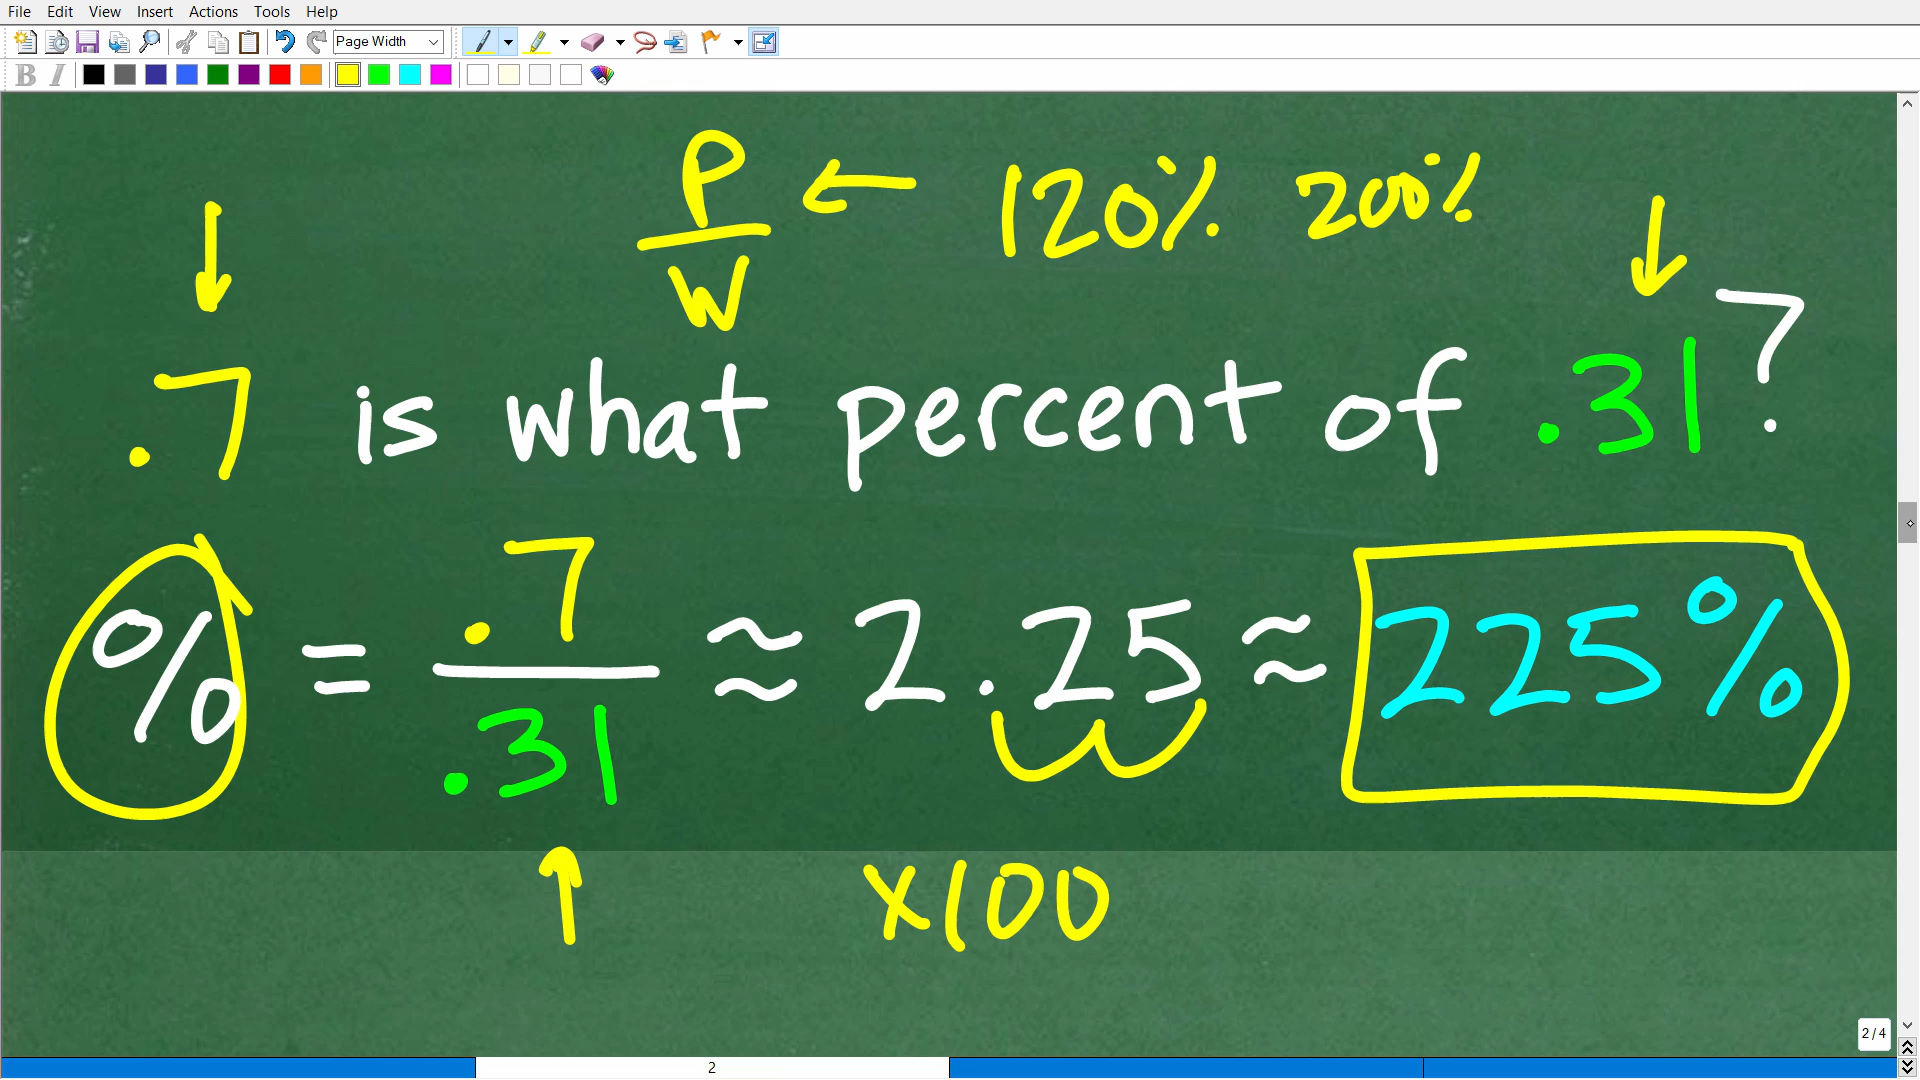 File Edit View Insert Actions Tools Help
Page Width
B I
P ← 120% 200%
W
.7 is what percent of .31?
% = .7 ≈ 2.25 ≈ 225%
.31
x100
2 / 4
2